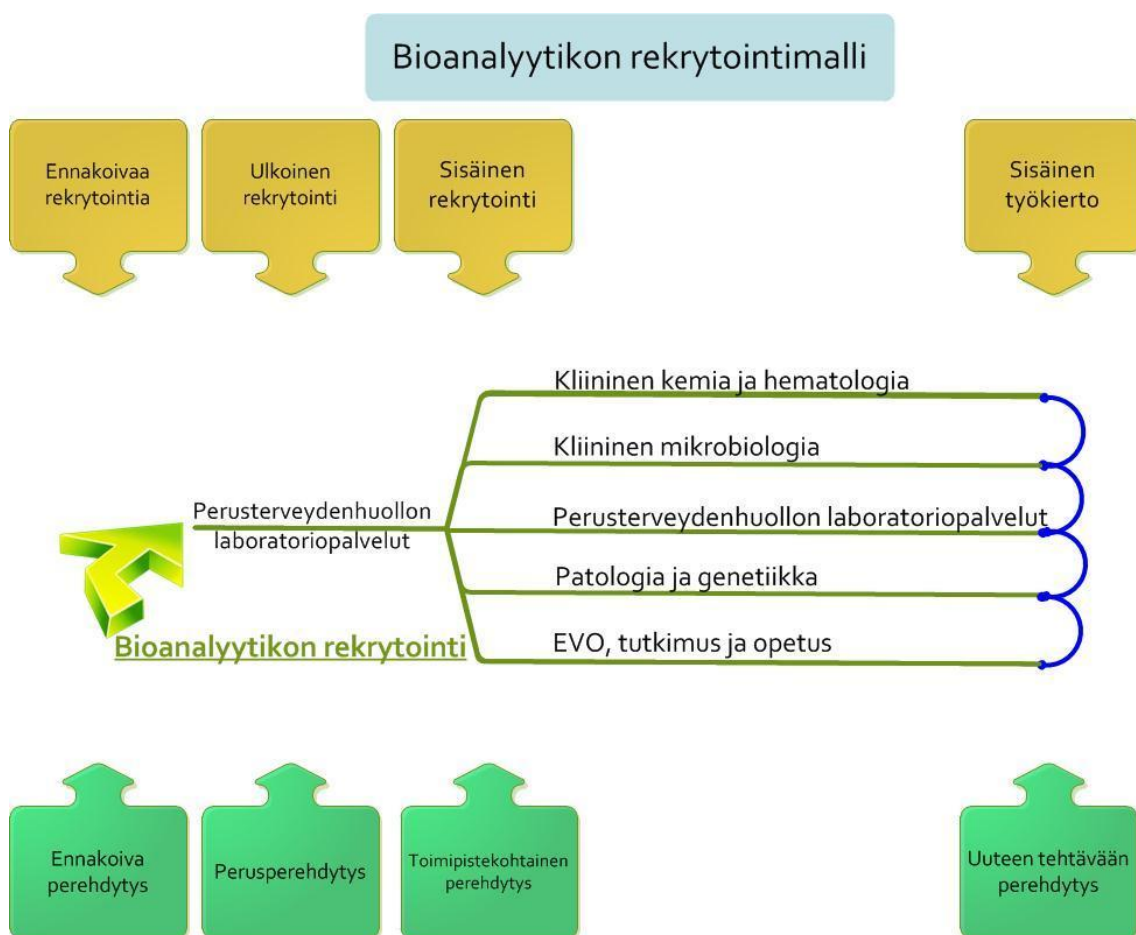 Bioanalyytikon rekrytointimalli
Ennakoivaa
rekrytointia
Ulkoinen
rekrytointi
Sisäinen
rekrytointi
Sisäinen
työkierto
Kliininen kemia ja hematologia
Kliininen mikrobiologia
Perusterveydenhuollon
laboratoriopalvelut
Perusterveydenhuollon laboratoriopalvelut
Patologia ja genetiikka
Bioanalyytikon rekrytointi
EVO, tutkimus ja opetus
Ennakoiva
perehdytys
Perusperehdytys
Toimipistekohtainen
perehdytys
Uuteen tehtävään
perehdytys